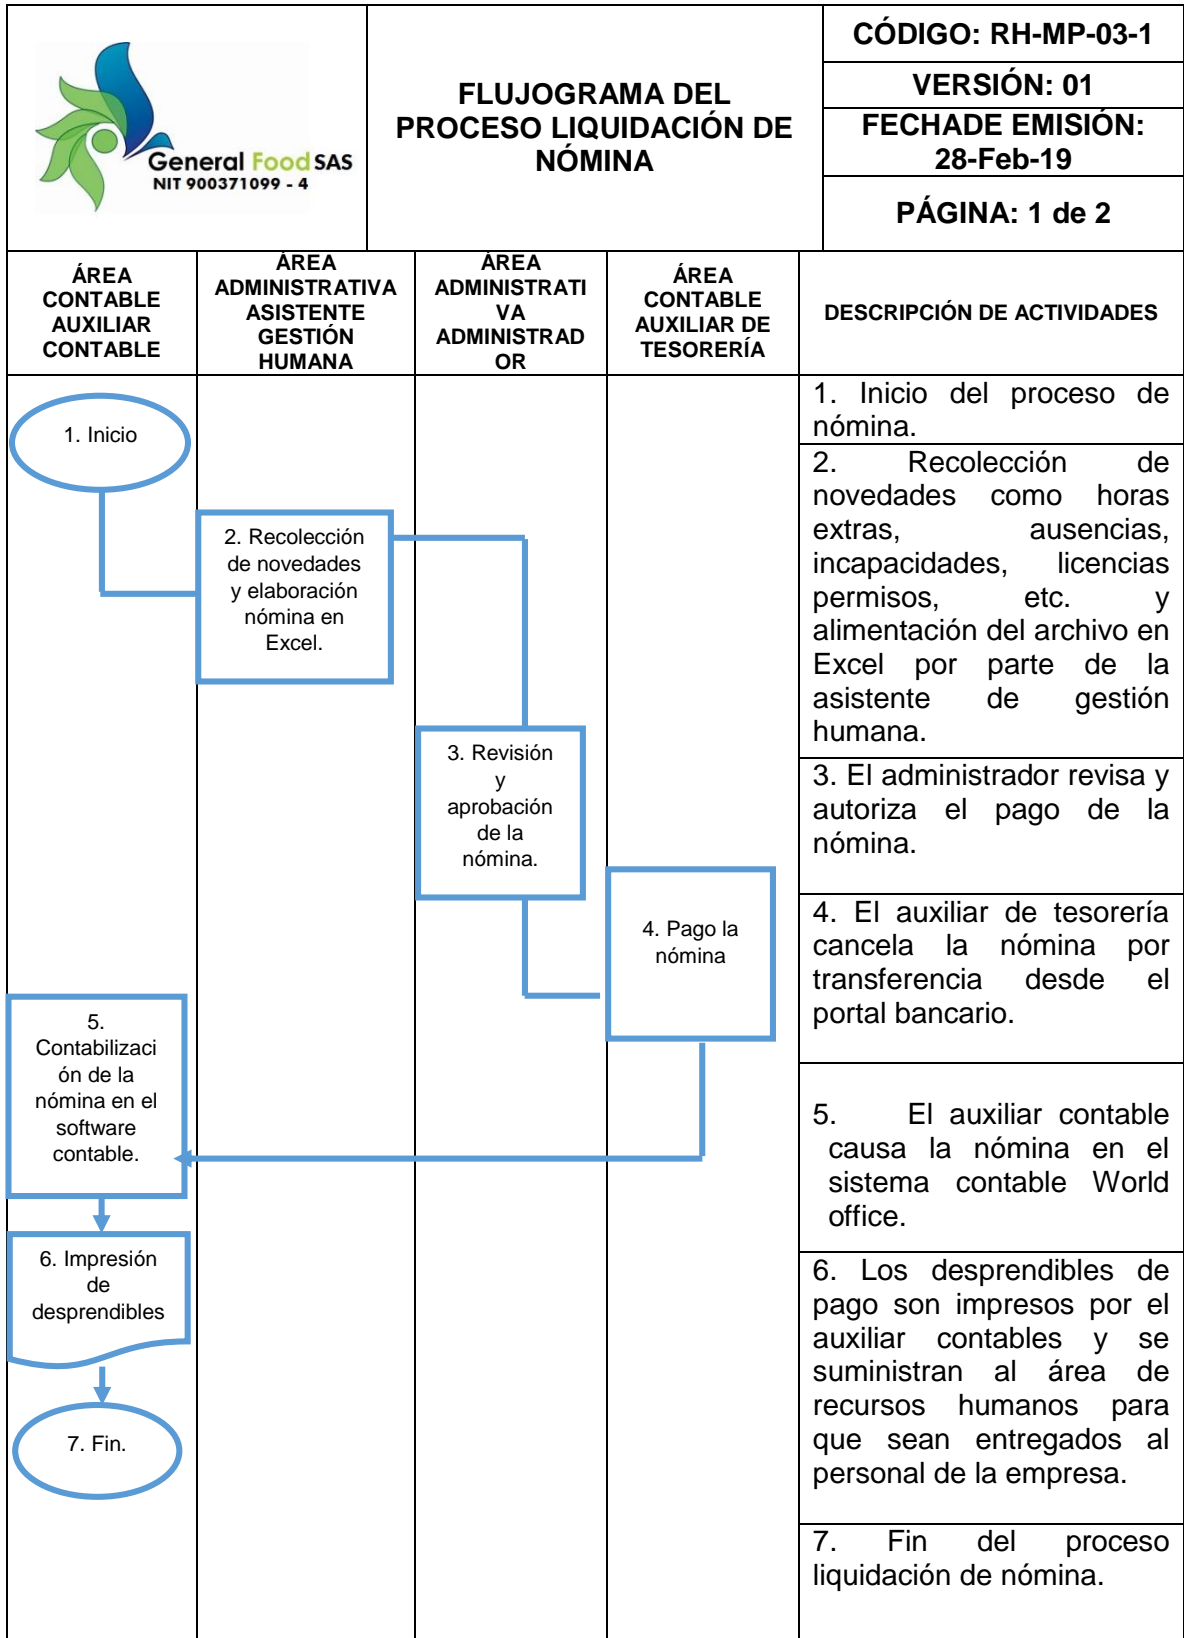 General Food SAS
NIT 900371099 - 4
FLUJOGRAMA DEL
PROCESO LIQUIDACIÓN DE
NÓMINA
CÓDIGO: RH-MP-03-1
VERSIÓN: 01
FECHADE EMISIÓN:
28-Feb-19
PÁGINA: 1 de 2
ÁREA
CONTABLE
AUXILIAR
CONTABLE
ÁREA
ADMINISTRATIVA
ASISTENTE
GESTIÓN
HUMANA
ÁREA
ADMINISTRATI
VA
ADMINISTRAD
OR
ÁREA
CONTABLE
AUXILIAR DE
TESORERÍA
DESCRIPCIÓN DE ACTIVIDADES
1. Inicio
2. Recolección
de novedades
y elaboración
nómina en
Excel.
3. Revisión
y
aprobación
de la
nómina.
4. Pago la
nómina
5.
Contabilizaci
ón de la
nómina en el
software
contable.
6. Impresión
de
desprendibles
7. Fin.
1. Inicio del proceso de
nómina.
2. Recolección de
novedades como horas
extras, ausencias,
incapacidades, licencias
permisos, etc. y
alimentación del archivo en
Excel por parte de la
asistente de gestión
humana.
3. El administrador revisa y
autoriza el pago de la
nómina.
4. El auxiliar de tesorería
cancela la nómina por
transferencia desde el
portal bancario.
5. El auxiliar contable
causa la nómina en el
sistema contable World
office.
6. Los desprendibles de
pago son impresos por el
auxiliar contables y se
suministran al área de
recursos humanos para
que sean entregados al
personal de la empresa.
7. Fin del proceso
liquidación de nómina.